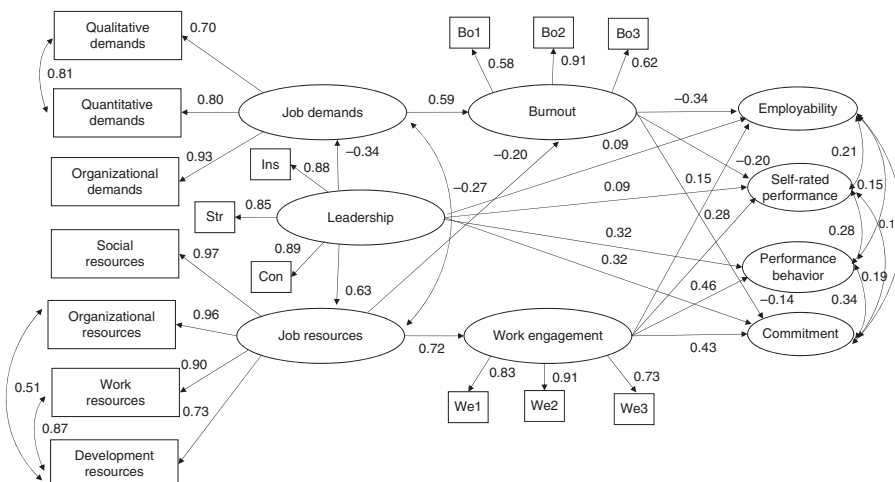 Qualitative
demands
0.70
0.81
Quantitative
demands
0.80
Organizational
demands
0.93
Job demands
0.59
Bo1
Bo2
Bo3
0.58
0.91
0.62
Burnout
–0.34
Employability
–0.34
Ins
0.88
–0.20
0.09
–0.20
0.21
0.15
Str
0.85
Leadership
–0.27
0.09
0.15
Self-rated
performance
0.28
0.28
Social
resources
0.97
0.89
Con
0.63
0.32
0.32
Performance
behavior
0.19
0.46
–0.14
0.34
Organizational
resources
0.96
Job resources
0.72
Work engagement
0.43
Commitment
0.51
Work
resources
0.90
0.87
0.73
Development
resources
0.83
0.91
0.73
We1
We2
We3